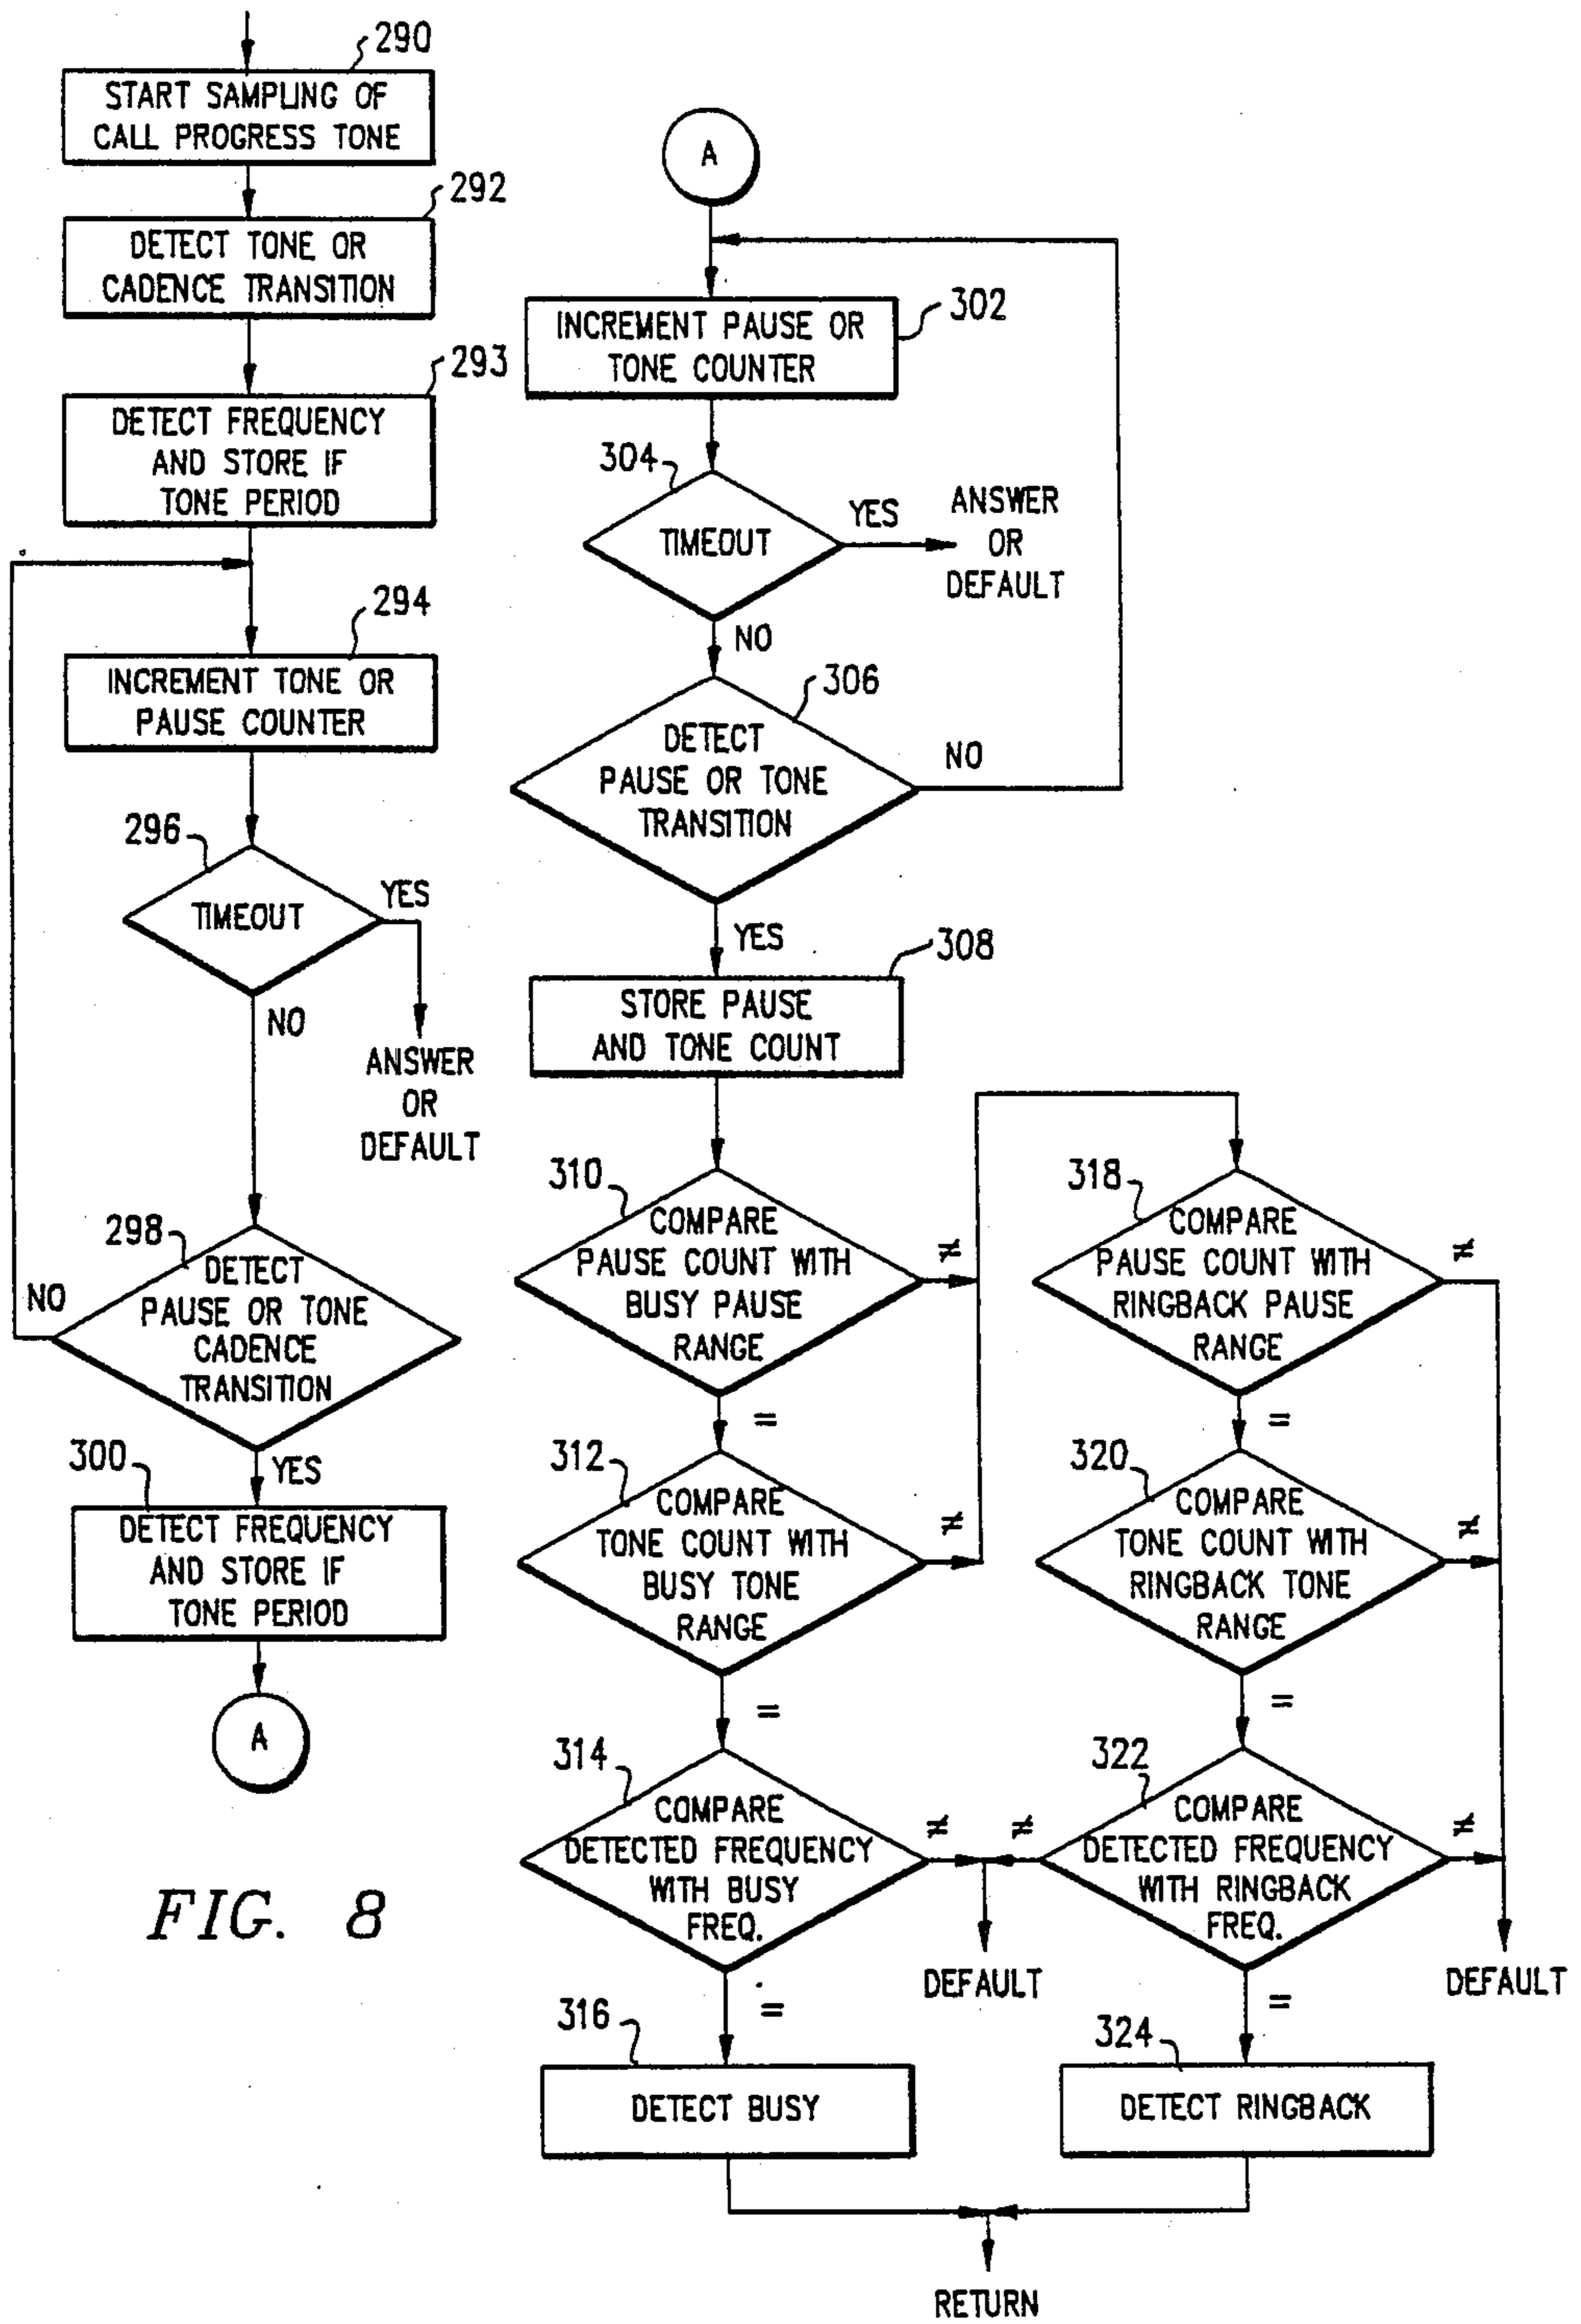 290
START SAMPLING OF
CALL PROGRESS TONE
292
DETECT TONE OR
CADENCE TRANSITION
293
DETECT FREQUENCY
AND STORE IF
TONE PERIOD
294
INCREMENT TONE OR
PAUSE COUNTER
296
TIMEOUT
YES
NO
ANSWER
OR
DEFAULT
298
DETECT
PAUSE OR TONE
CADENCE
TRANSITION
NO
YES
300
DETECT FREQUENCY
AND STORE IF
TONE PERIOD
A
FIG. 8
A
302
INCREMENT PAUSE OR
TONE COUNTER
304
TIMEOUT
YES
ANSWER
OR
DEFAULT
NO
306
DETECT
PAUSE OR TONE
TRANSITION
NO
YES
308
STORE PAUSE
AND TONE COUNT
310
COMPARE
PAUSE COUNT WITH
BUSY PAUSE
RANGE
≠
=
312
COMPARE
TONE COUNT WITH
BUSY TONE
RANGE
≠
=
314
COMPARE
DETECTED FREQUENCY
WITH BUSY
FREQ.
≠
=
DEFAULT
316
DETECT BUSY
318
COMPARE
PAUSE COUNT WITH
RINGBACK PAUSE
RANGE
≠
=
320
COMPARE
TONE COUNT WITH
RINGBACK TONE
RANGE
≠
=
322
COMPARE
DETECTED FREQUENCY
WITH RINGBACK
FREQ.
≠
≠
=
DEFAULT
324
DETECT RINGBACK
RETURN